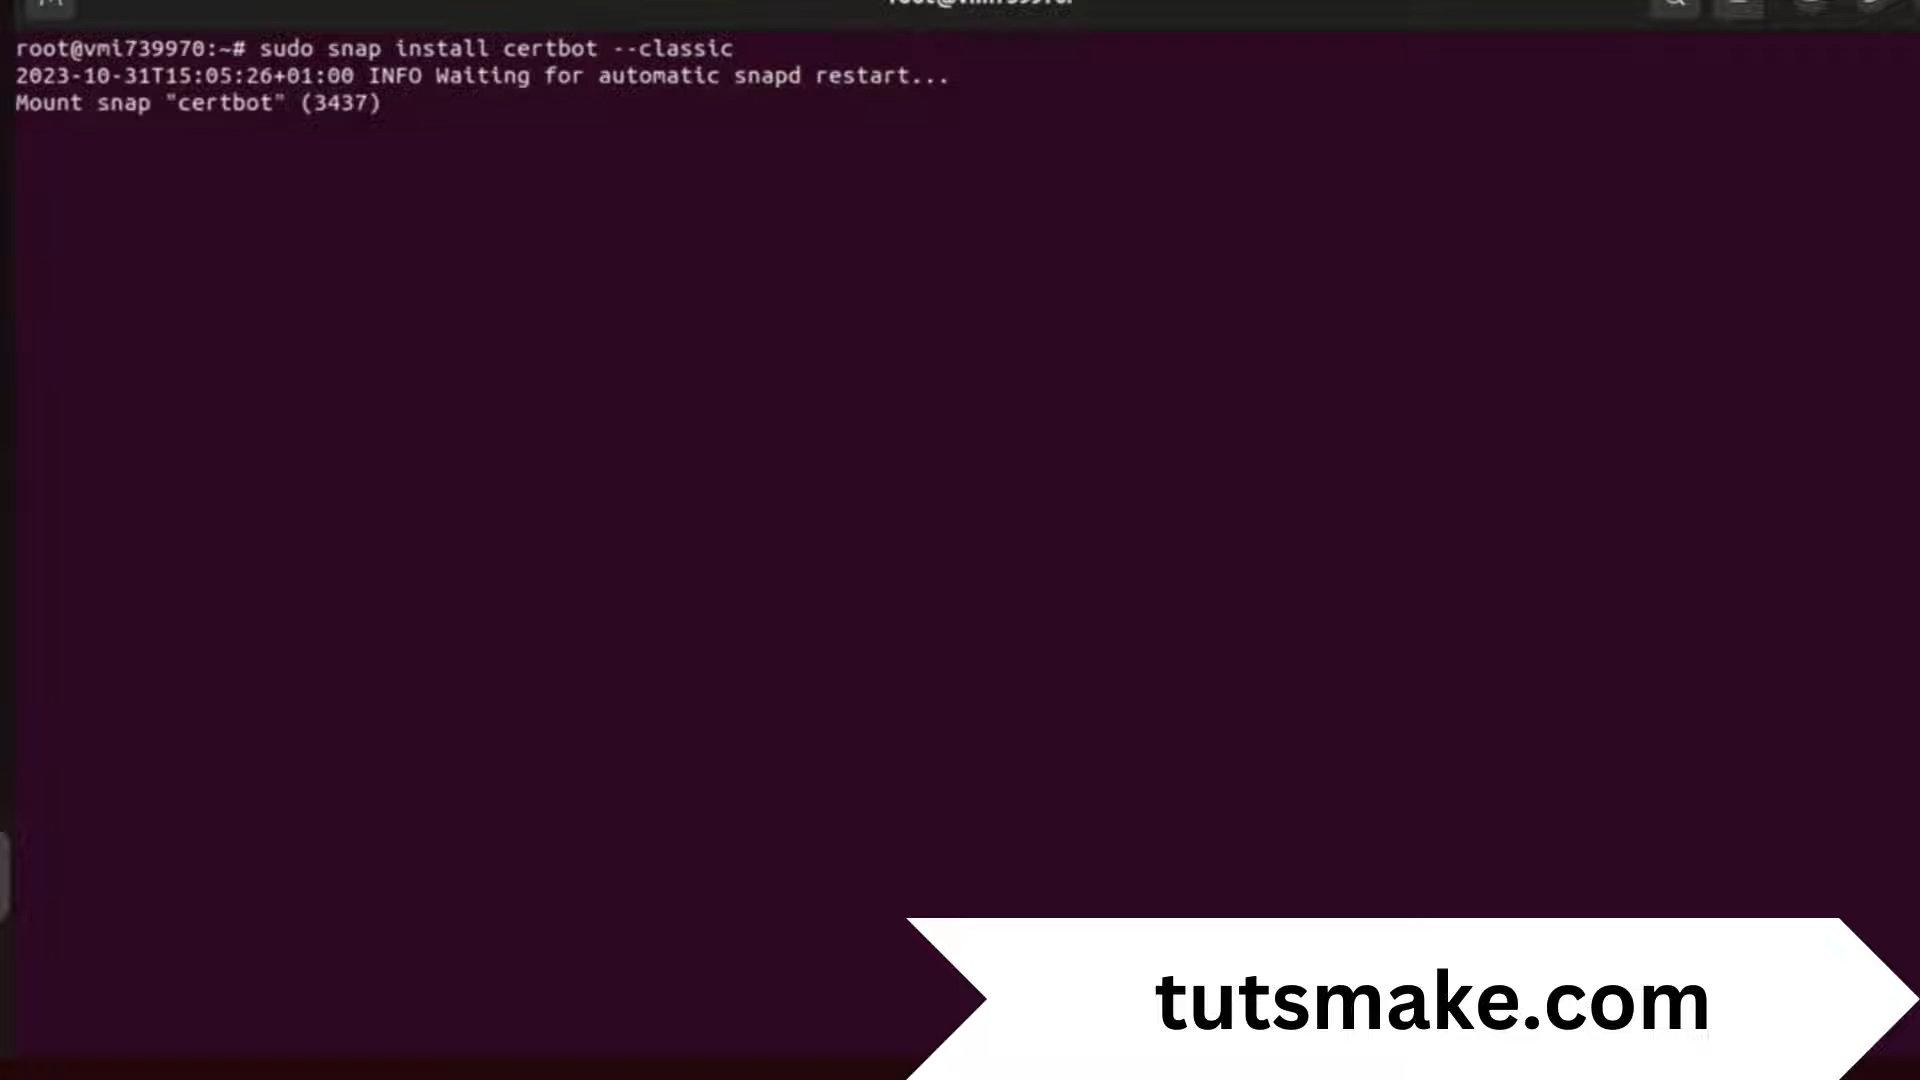 root@vmi739970:~# sudo snap install certbot --classic
2023-10-31T15:05:26+01:00 INFO Waiting for automatic snapd restart...
Mount snap "certbot" (3437)
tutsmake.com